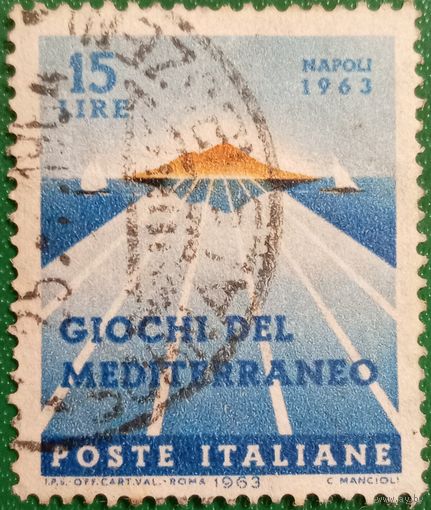 15
LIRE
NAPOLI
1963
GIOCHI DEL
MEDITERRANEO
POSTE ITALIANE
I.P.S.-OFF.CART.VAL.-ROMA 1963 C. MANCIOLI